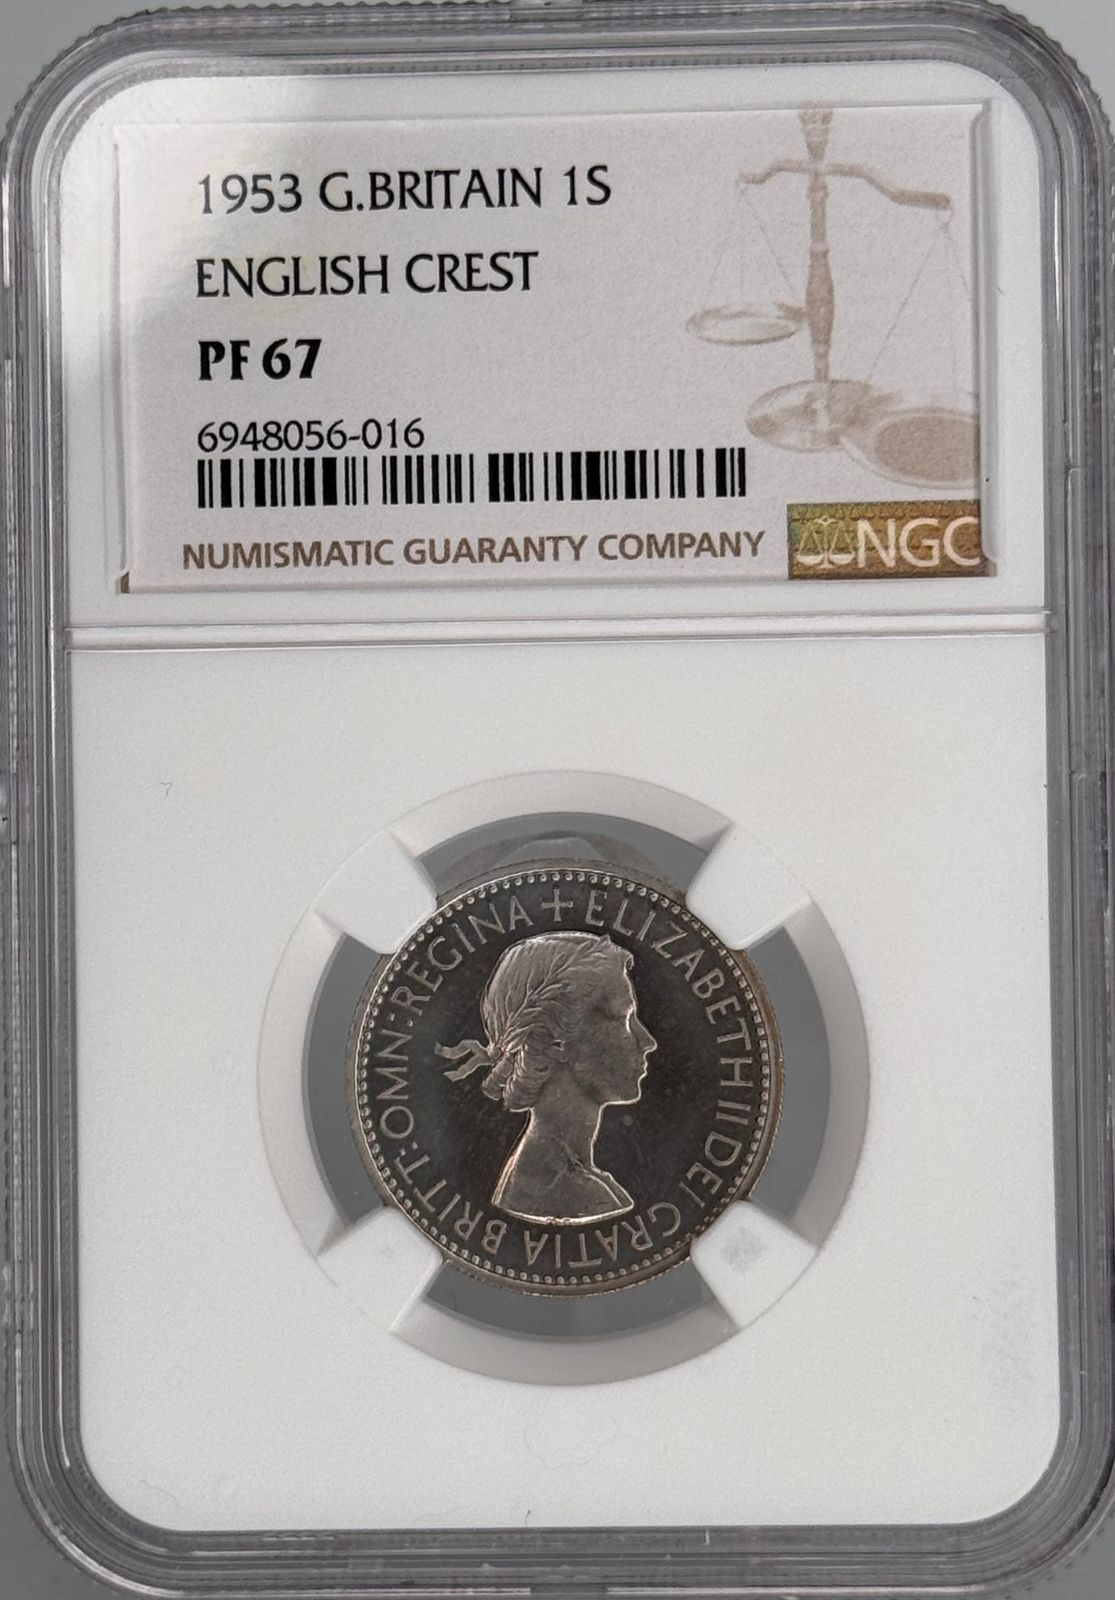 1953 G.BRITAIN 1S
ENGLISH CREST
PF 67
6948056-016
NUMISMATIC GUARANTY COMPANY
NGC
+ ELIZABETH II DEI GRATIA BRITT:OMN:REGINA